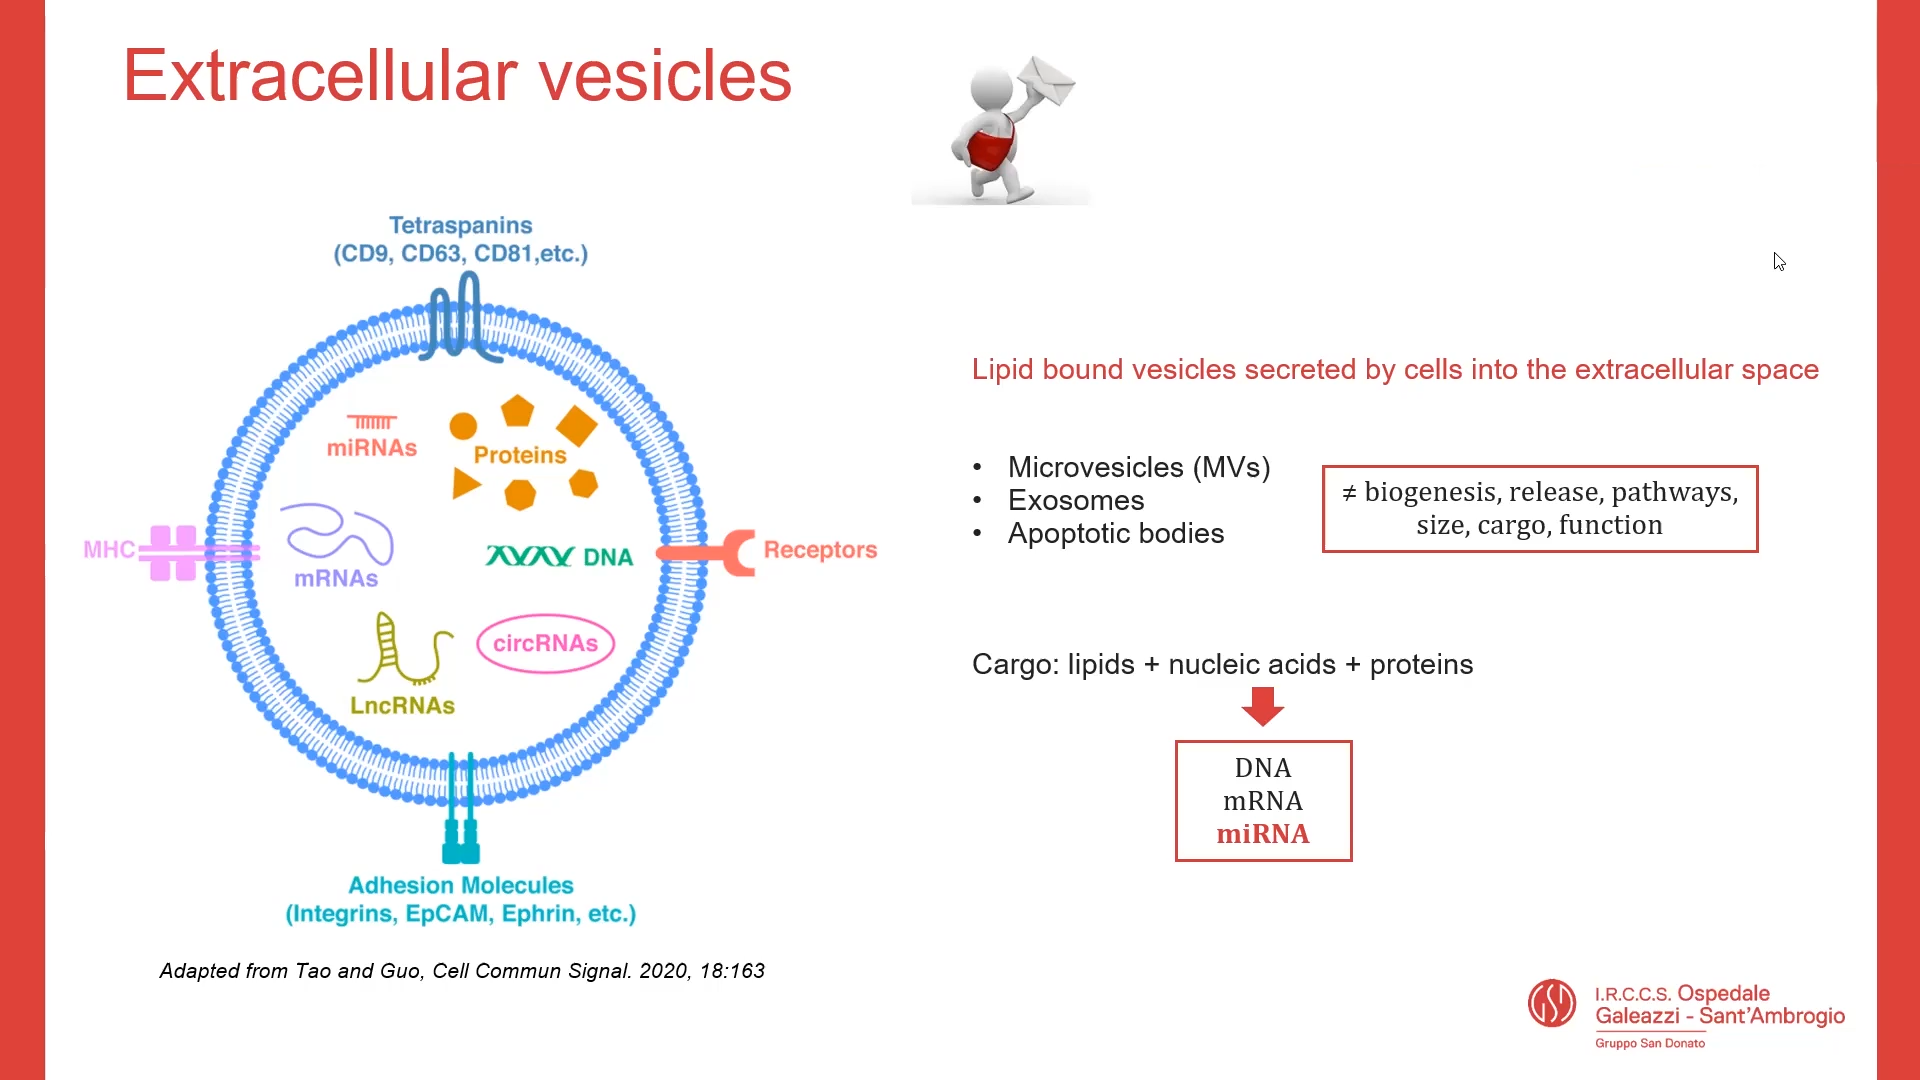 Extracellular vesicles
Tetraspanins
(CD9, CD63, CD81,etc.)
miRNAs
Proteins
MHC
mRNAs
DNA
Receptors
circRNAs
LncRNAs
Adhesion Molecules
(Integrins, EpCAM, Ephrin, etc.)
Adapted from Tao and Guo, Cell Commun Signal. 2020, 18:163
Lipid bound vesicles secreted by cells into the extracellular space
• Microvesicles (MVs)
• Exosomes
• Apoptotic bodies
≠ biogenesis, release, pathways,
size, cargo, function
Cargo: lipids + nucleic acids + proteins
DNA
mRNA
miRNA
GSD
I.R.C.C.S. Ospedale
Galeazzi - Sant'Ambrogio
Gruppo San Donato